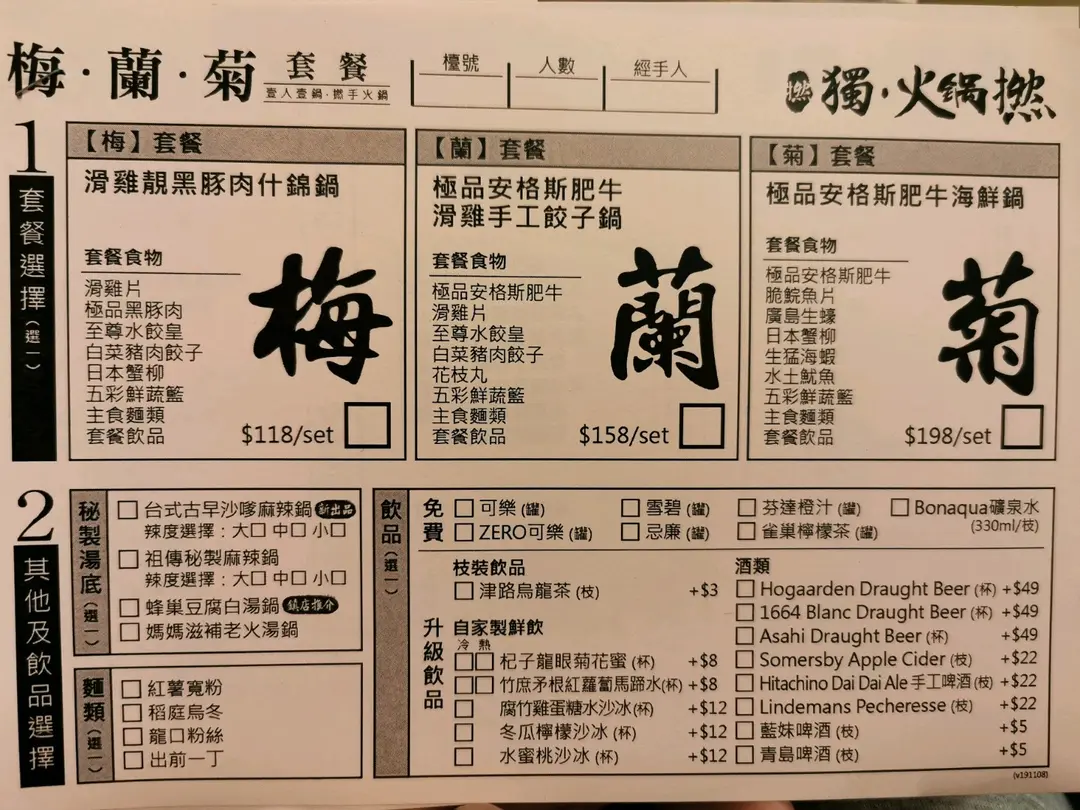 梅·蘭·菊 套餐
壹人壹鍋·撚手火鍋
檯號 人數 經手人
獨·火鍋撚
1
套餐選擇(選一)
【梅】套餐
滑雞靚黑豚肉什錦鍋
套餐食物
滑雞片
極品黑豚肉
至尊水餃皇
白菜豬肉餃子
日本蟹柳
五彩鮮蔬籃
主食麵類
套餐飲品
梅
$118/set
【蘭】套餐
極品安格斯肥牛
滑雞手工餃子鍋
套餐食物
極品安格斯肥牛
滑雞片
至尊水餃皇
白菜豬肉餃子
花枝丸
五彩鮮蔬籃
主食麵類
套餐飲品
蘭
$158/set
【菊】套餐
極品安格斯肥牛海鮮鍋
套餐食物
極品安格斯肥牛
脆鯇魚片
廣島生蠔
日本蟹柳
生猛海蝦
水土魷魚
五彩鮮蔬籃
主食麵類
套餐飲品
菊
$198/set
2
其他及飲品選擇
秘製湯底(選一)
台式古早沙嗲麻辣鍋 新出品
辣度選擇：大□ 中□ 小□
祖傳秘製麻辣鍋
辣度選擇：大□ 中□ 小□
蜂巢豆腐白湯鍋 鎮店推介
媽媽滋補老火湯鍋
麵類(選一)
紅薯寬粉
稻庭烏冬
龍口粉絲
出前一丁
飲品(選一)
免費
可樂(罐) 雪碧(罐) 芬達橙汁(罐) Bonaqua礦泉水
(330ml/枝)
ZERO可樂(罐) 忌廉(罐) 雀巢檸檬茶(罐)
升級飲品
枝裝飲品
津路烏龍茶(枝) +$3
自家製鮮飲
冷 熱
杞子龍眼菊花蜜(杯) +$8
竹庶矛根紅蘿蔔馬蹄水(杯) +$8
腐竹雞蛋糖水沙冰(杯) +$12
冬瓜檸檬沙冰(杯) +$12
水蜜桃沙冰(杯) +$12
酒類
Hogaarden Draught Beer(杯) +$49
1664 Blanc Draught Beer(杯) +$49
Asahi Draught Beer(杯) +$49
Somersby Apple Cider(枝) +$22
Hitachino Dai Dai Ale 手工啤酒(枝) +$22
Lindemans Pecheresse(枝) +$22
藍妹啤酒(枝) +$5
青島啤酒(枝) +$5
(v191108)